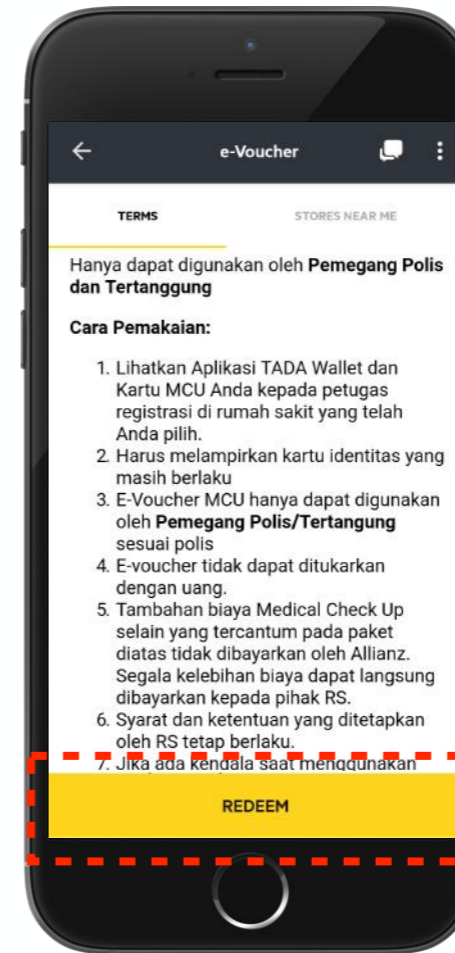 e-Voucher
TERMS
STORES NEAR ME
Hanya dapat digunakan oleh Pemegang Polis
dan Tertanggung
Cara Pemakaian:
1. Lihatkan Aplikasi TADA Wallet dan
Kartu MCU Anda kepada petugas
registrasi di rumah sakit yang telah
Anda pilih.
2. Harus melampirkan kartu identitas yang
masih berlaku
3. E-Voucher MCU hanya dapat digunakan
oleh Pemegang Polis/Tertangung
sesuai polis
4. E-voucher tidak dapat ditukarkan
dengan uang.
5. Tambahan biaya Medical Check Up
selain yang tercantum pada paket
diatas tidak dibayarkan oleh Allianz.
Segala kelebihan biaya dapat langsung
dibayarkan kepada pihak RS.
6. Syarat dan ketentuan yang ditetapkan
oleh RS tetap berlaku.
7. Jika ada kendala saat menggunakan
REDEEM